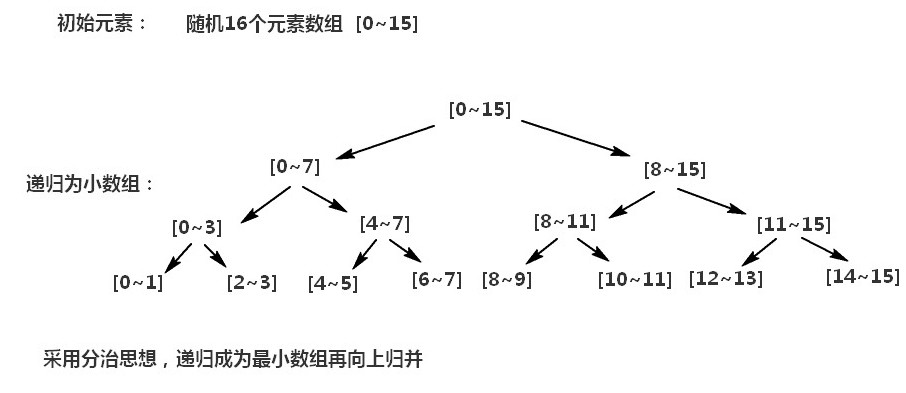 初始元素： 随机16个元素数组 [0~15]
[0~15]
[0~7] [8~15]
递归为小数组：
[0~3] [4~7] [8~11] [11~15]
[0~1] [2~3] [4~5] [6~7] [8~9] [10~11] [12~13] [14~15]
采用分治思想，递归成为最小数组再向上归并